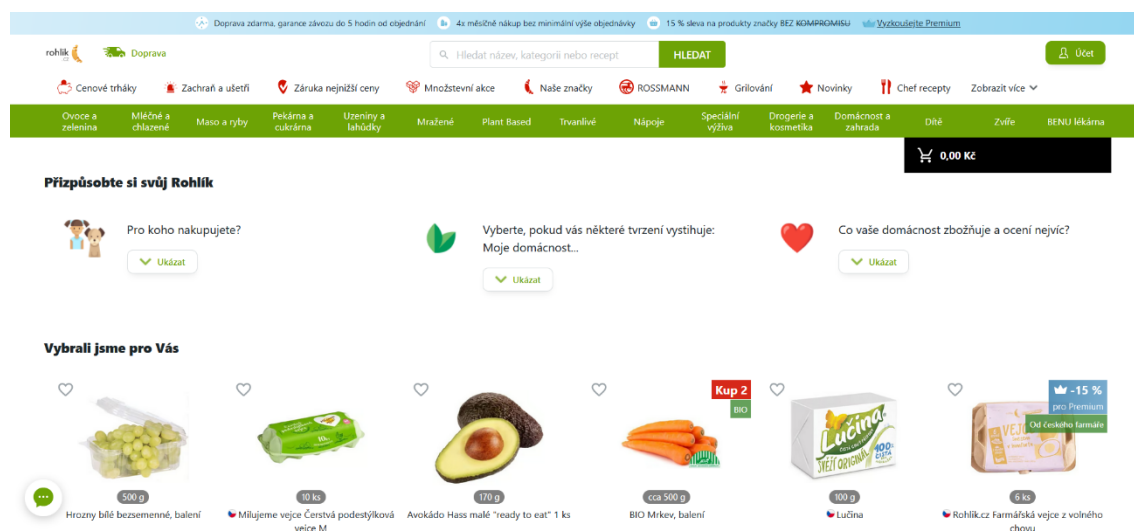 Doprava zdarma, garance závozu do 5 hodin od objednání 4x měsíčně nákup bez minimální výše objednávky 15 % sleva na produkty značky BEZ KOMPROMISU Vyzkoušejte Premium
rohlik.cz Doprava Hledat název, kategorii nebo recept HLEDAT Účet
Cenové trháky Zachraň a ušetři Záruka nejnižší ceny Množstevní akce Naše značky ROSSMANN Grilování Novinky Chef recepty Zobrazit více
Ovoce a zelenina Mléčné a chlazené Maso a ryby Pekárna a cukrárna Uzeniny a lahůdky Mražené Plant Based Trvanlivé Nápoje Speciální výživa Drogerie a kosmetika Domácnost a zahrada Dítě Zvíře BENU lékárna
0,00 Kč
Přizpůsobte si svůj Rohlík
Pro koho nakupujete?
Ukázat
Vyberte, pokud vás některé tvrzení vystihuje:
Moje domácnost...
Ukázat
Co vaše domácnost zbožňuje a ocení nejvíc?
Ukázat
Vybrali jsme pro Vás
500 g
Hrozny bílé bezsemenné, balení
10 ks
Milujeme vejce Čerstvá podestýlková
vejce M
170 g
Avokádo Hass malé "ready to eat" 1 ks
Kup 2
BIO
cca 500 g
BIO Mrkev, balení
Lučina
SVĚŽÍ ORIGINÁL
100%
100 g
Lučina
-15 %
pro Premium
Od českého farmáře
6 ks
Rohlik.cz Farmářská vejce z volného
chovu